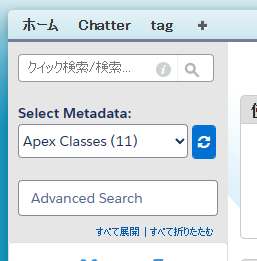 ホーム Chatter tag +
クイック検索/検索...
Select Metadata:
Apex Classes (11)
Advanced Search
すべて展開 | すべて折りたたむ